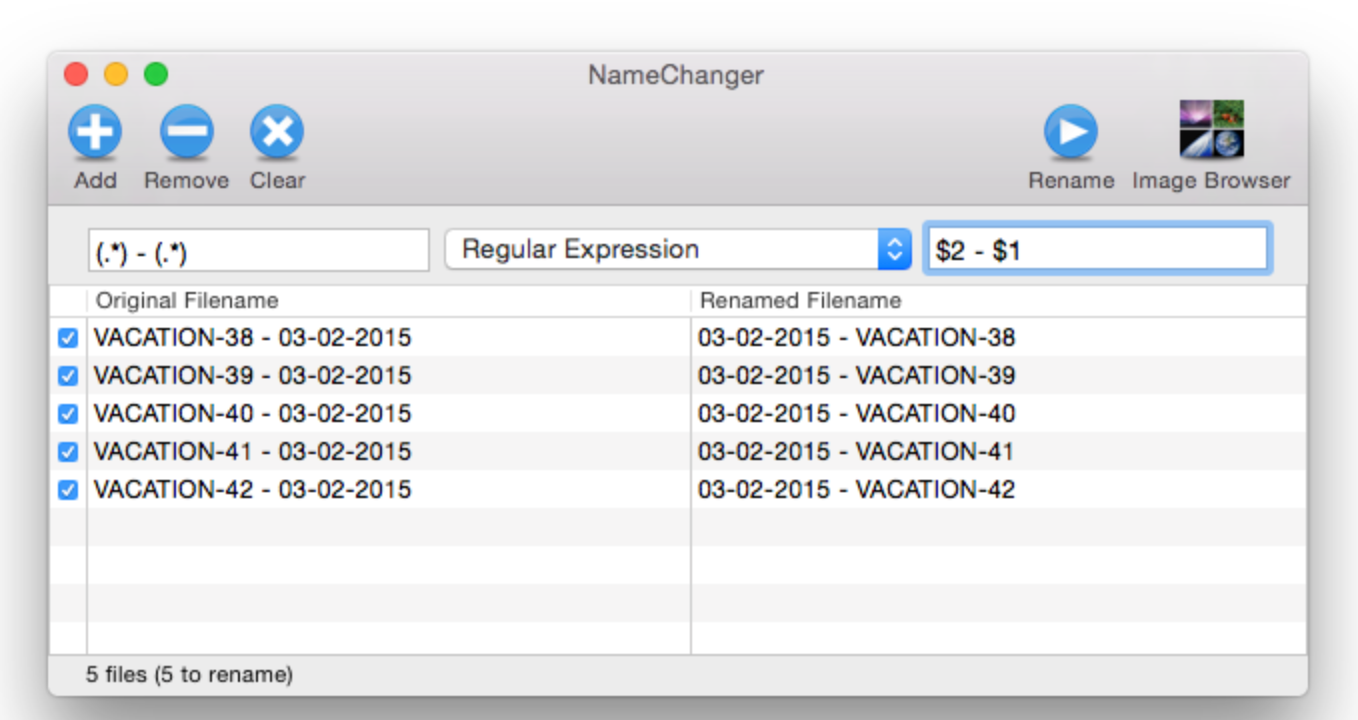 NameChanger
Add Remove Clear Rename Image Browser
(.*) - (.*) Regular Expression $2 - $1
Original Filename Renamed Filename
VACATION-38 - 03-02-2015 03-02-2015 - VACATION-38
VACATION-39 - 03-02-2015 03-02-2015 - VACATION-39
VACATION-40 - 03-02-2015 03-02-2015 - VACATION-40
VACATION-41 - 03-02-2015 03-02-2015 - VACATION-41
VACATION-42 - 03-02-2015 03-02-2015 - VACATION-42
5 files (5 to rename)